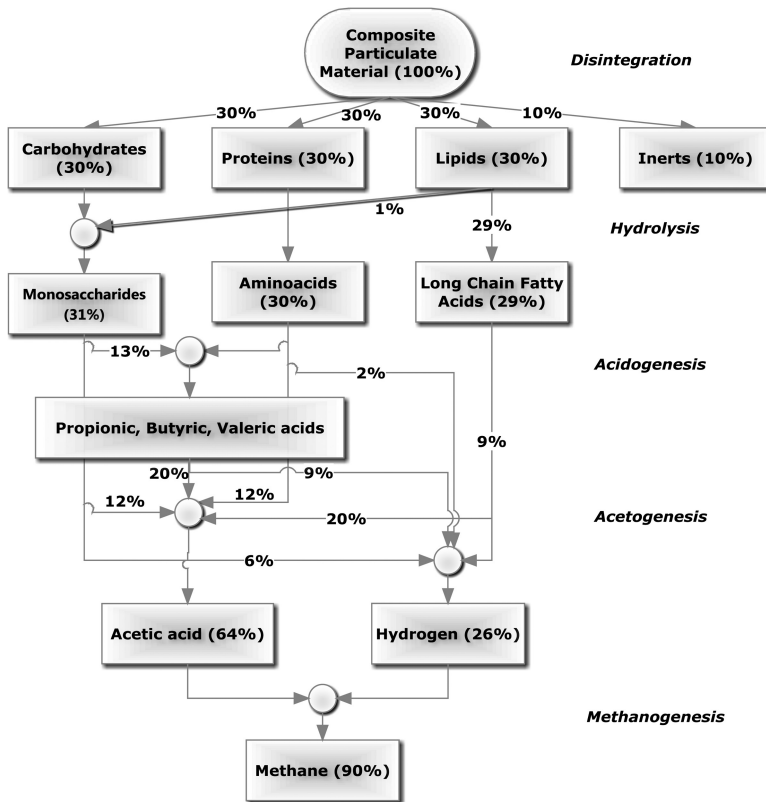 Composite
Particulate
Material (100%)
Disintegration
30%
30%
30%
10%
Carbohydrates
(30%)
Proteins (30%)
Lipids (30%)
Inerts (10%)
1%
29%
Hydrolysis
Monosaccharides
(31%)
Aminoacids
(30%)
Long Chain Fatty
Acids (29%)
13%
2%
Acidogenesis
Propionic, Butyric, Valeric acids
9%
20%
9%
12%
12%
20%
Acetogenesis
6%
Acetic acid (64%)
Hydrogen (26%)
Methanogenesis
Methane (90%)